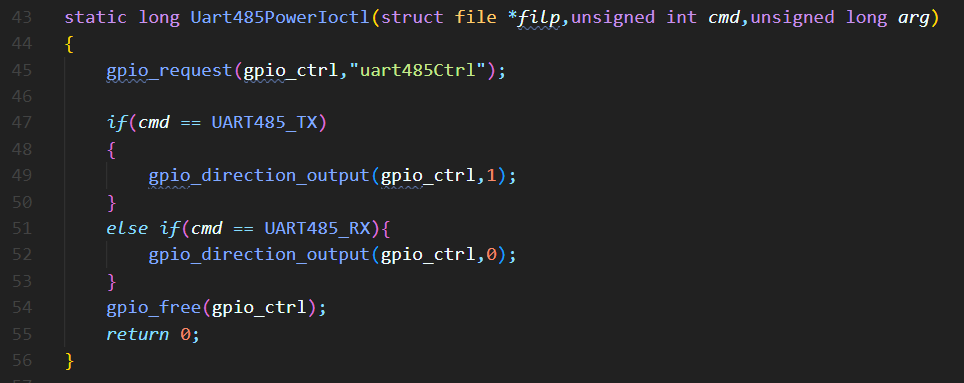 43 static long Uart485PowerIoctl(struct file *filp,unsigned int cmd,unsigned long arg)
44 {
45     gpio_request(gpio_ctrl,"uart485Ctrl");
46
47     if(cmd == UART485_TX)
48     {
49         gpio_direction_output(gpio_ctrl,1);
50     }
51     else if(cmd == UART485_RX){
52         gpio_direction_output(gpio_ctrl,0);
53     }
54     gpio_free(gpio_ctrl);
55     return 0;
56 }